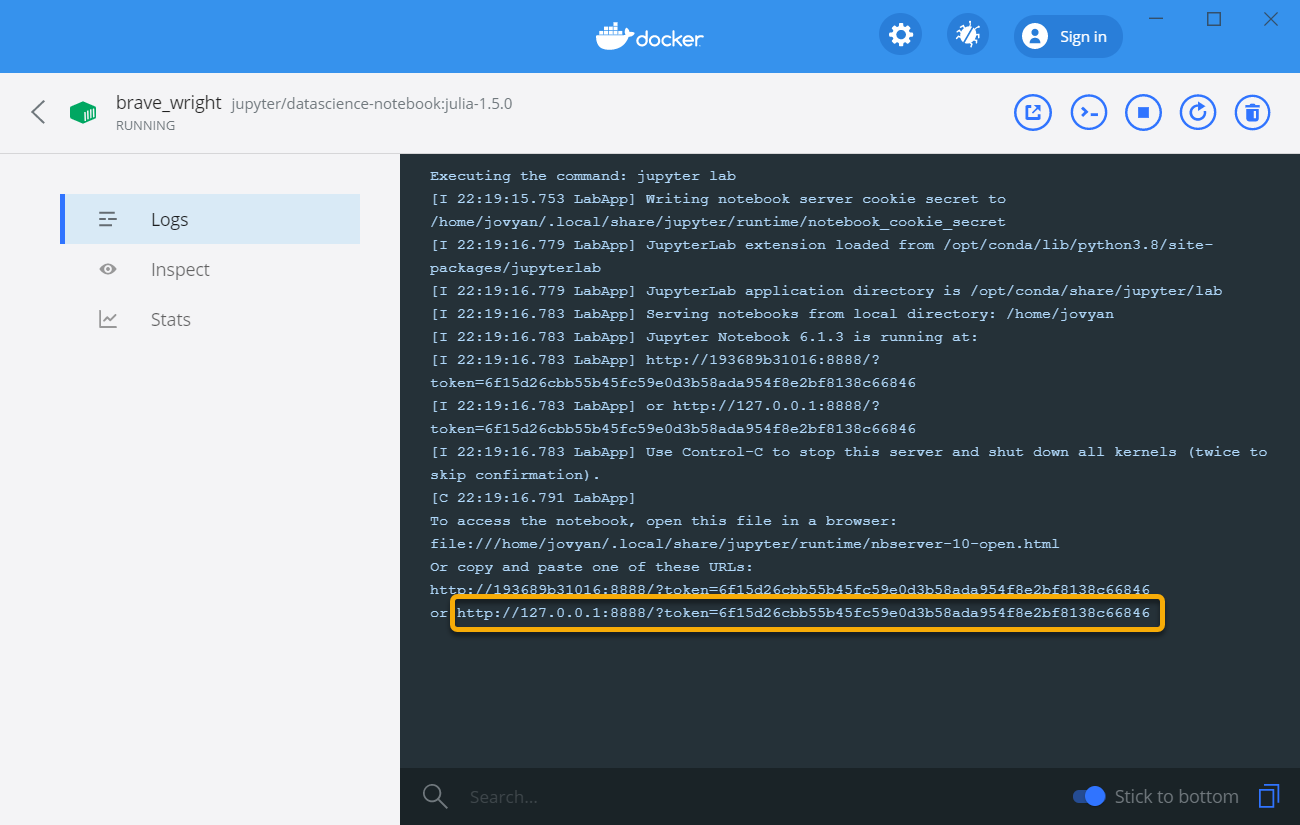 docker
Sign in
brave_wright jupyter/datascience-notebook:julia-1.5.0
RUNNING
Logs
Inspect
Stats
Executing the command: jupyter lab
[I 22:19:15.753 LabApp] Writing notebook server cookie secret to
/home/jovyan/.local/share/jupyter/runtime/notebook_cookie_secret
[I 22:19:16.779 LabApp] JupyterLab extension loaded from /opt/conda/lib/python3.8/site-
packages/jupyterlab
[I 22:19:16.779 LabApp] JupyterLab application directory is /opt/conda/share/jupyter/lab
[I 22:19:16.783 LabApp] Serving notebooks from local directory: /home/jovyan
[I 22:19:16.783 LabApp] Jupyter Notebook 6.1.3 is running at:
[I 22:19:16.783 LabApp] http://193689b31016:8888/?
token=6f15d26cbb55b45fc59e0d3b58ada954f8e2bf8138c66846
[I 22:19:16.783 LabApp] or http://127.0.0.1:8888/?
token=6f15d26cbb55b45fc59e0d3b58ada954f8e2bf8138c66846
[I 22:19:16.783 LabApp] Use Control-C to stop this server and shut down all kernels (twice to
skip confirmation).
[C 22:19:16.791 LabApp]
To access the notebook, open this file in a browser:
file:///home/jovyan/.local/share/jupyter/runtime/nbserver-10-open.html
Or copy and paste one of these URLs:
http://193689b31016:8888/?token=6f15d26cbb55b45fc59e0d3b58ada954f8e2bf8138c66846
or http://127.0.0.1:8888/?token=6f15d26cbb55b45fc59e0d3b58ada954f8e2bf8138c66846
Search...
Stick to bottom